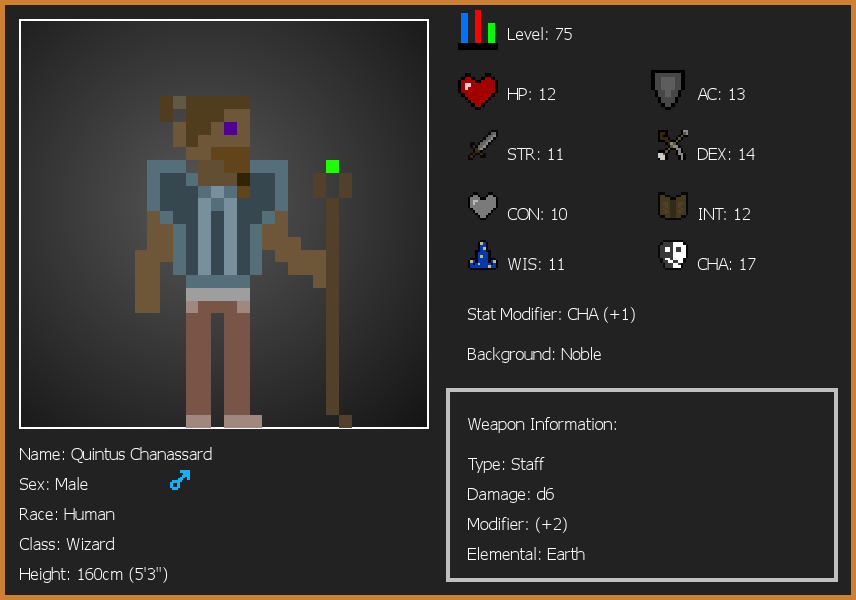 Level: 75
HP: 12
AC: 13
STR: 11
DEX: 14
CON: 10
INT: 12
WIS: 11
CHA: 17
Stat Modifier: CHA (+1)
Background: Noble
Weapon Information:
Type: Staff
Damage: d6
Modifier: (+2)
Elemental: Earth
Name: Quintus Chanassard
Sex: Male
Race: Human
Class: Wizard
Height: 160cm (5'3")